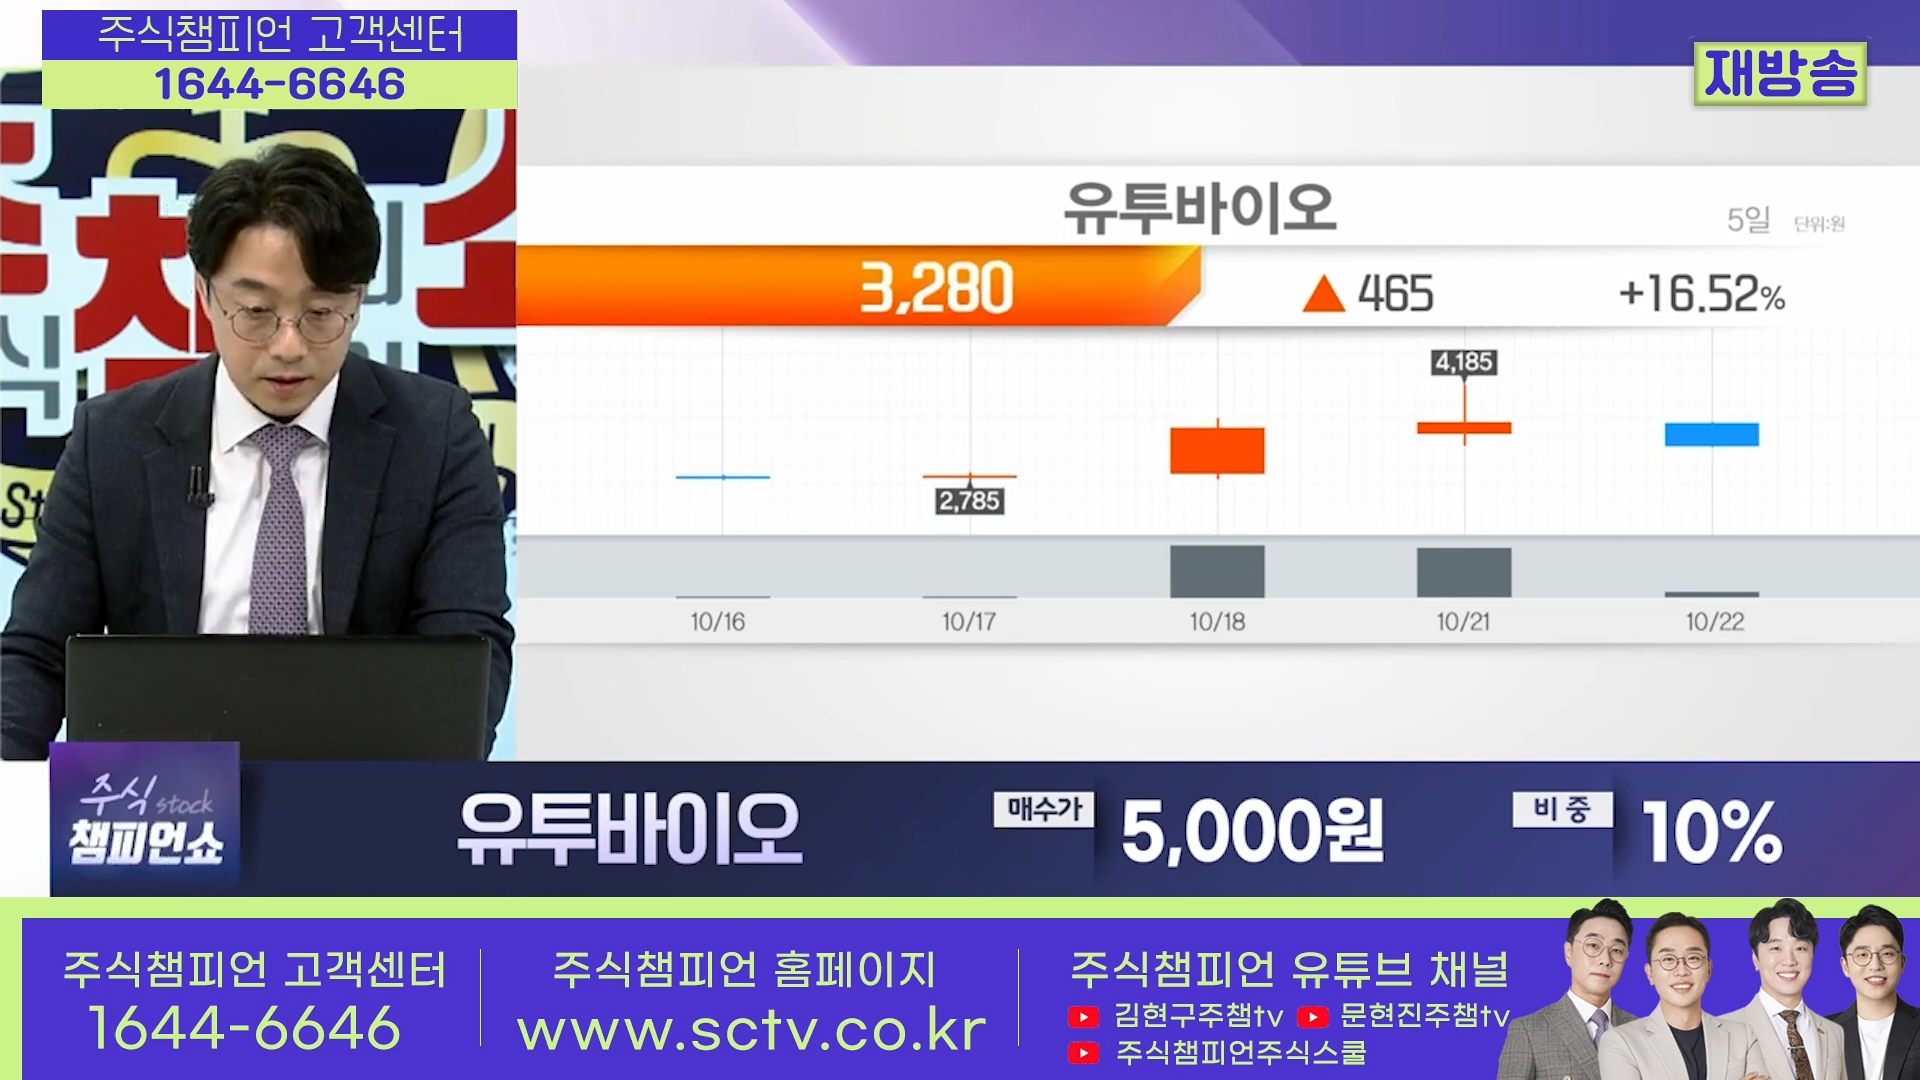 주식챔피언 고객센터
1644-6646
재방송
유투바이오
5일 단위:원
3,280 ▲465 +16.52%
4,185
2,785
10/16 10/17 10/18 10/21 10/22
주식 stock
챔피언쇼
유투바이오 매수가 5,000원 비중 10%
주식챔피언 고객센터
1644-6646
주식챔피언 홈페이지
www.sctv.co.kr
주식챔피언 유튜브 채널
김현구주챔tv 문현진주챔tv
주식챔피언주식스쿨